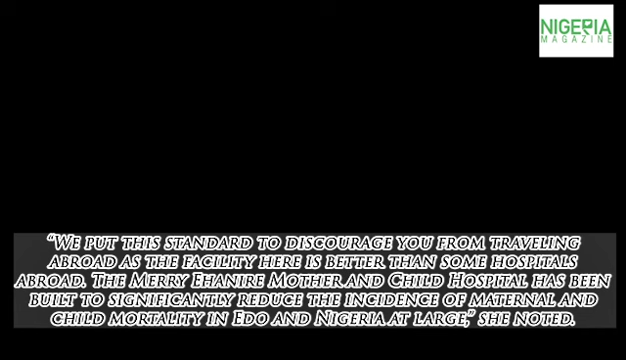 NIGERIA
MAGAZINE
“We put this standard to discourage you from traveling
abroad as the facility here is better than some hospitals
abroad. The Merry Ehanire Mother and Child Hospital has been
built to significantly reduce the incidence of maternal and
child mortality in Edo and Nigeria at large,” she noted.